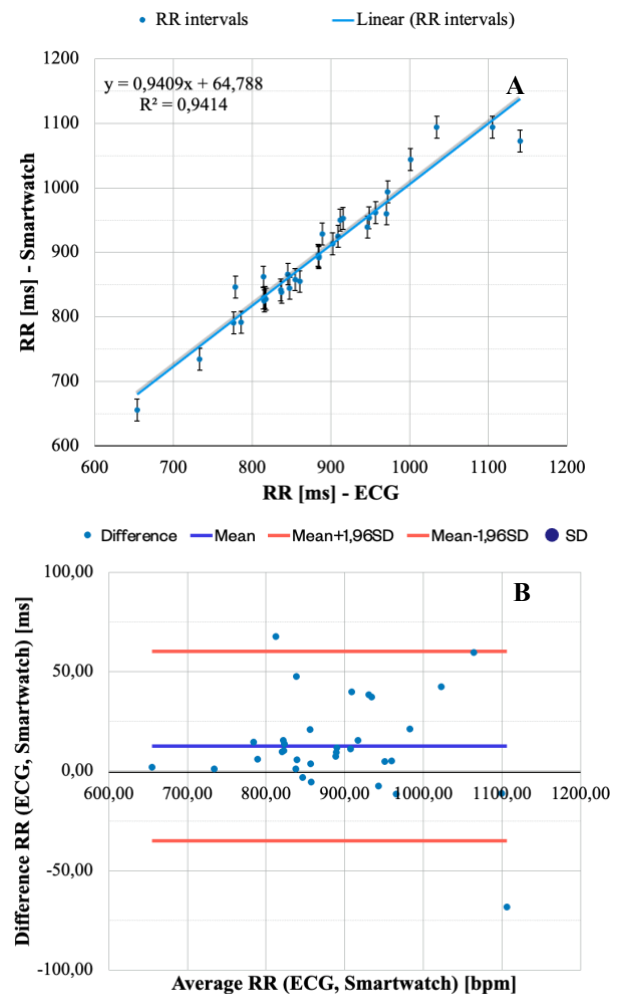 RR intervals Linear (RR intervals)
1200
A
y = 0,9409x + 64,788
R² = 0,9414
1100
1000
900
800
700
600
RR [ms] - Smartwatch
600 700 800 900 1000 1100 1200
RR [ms] - ECG
Difference Mean Mean+1,96SD Mean-1,96SD SD
100,00
B
50,00
0,00
600,00 700,00 800,00 900,00 1000,00 1100,00 1200,00
-50,00
-100,00
Difference RR (ECG, Smartwatch) [ms]
Average RR (ECG, Smartwatch) [bpm]